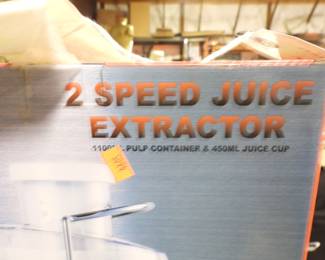 2 SPEED JUICE
EXTRACTOR
PULP CONTAINER & 450ML JUICE CUP